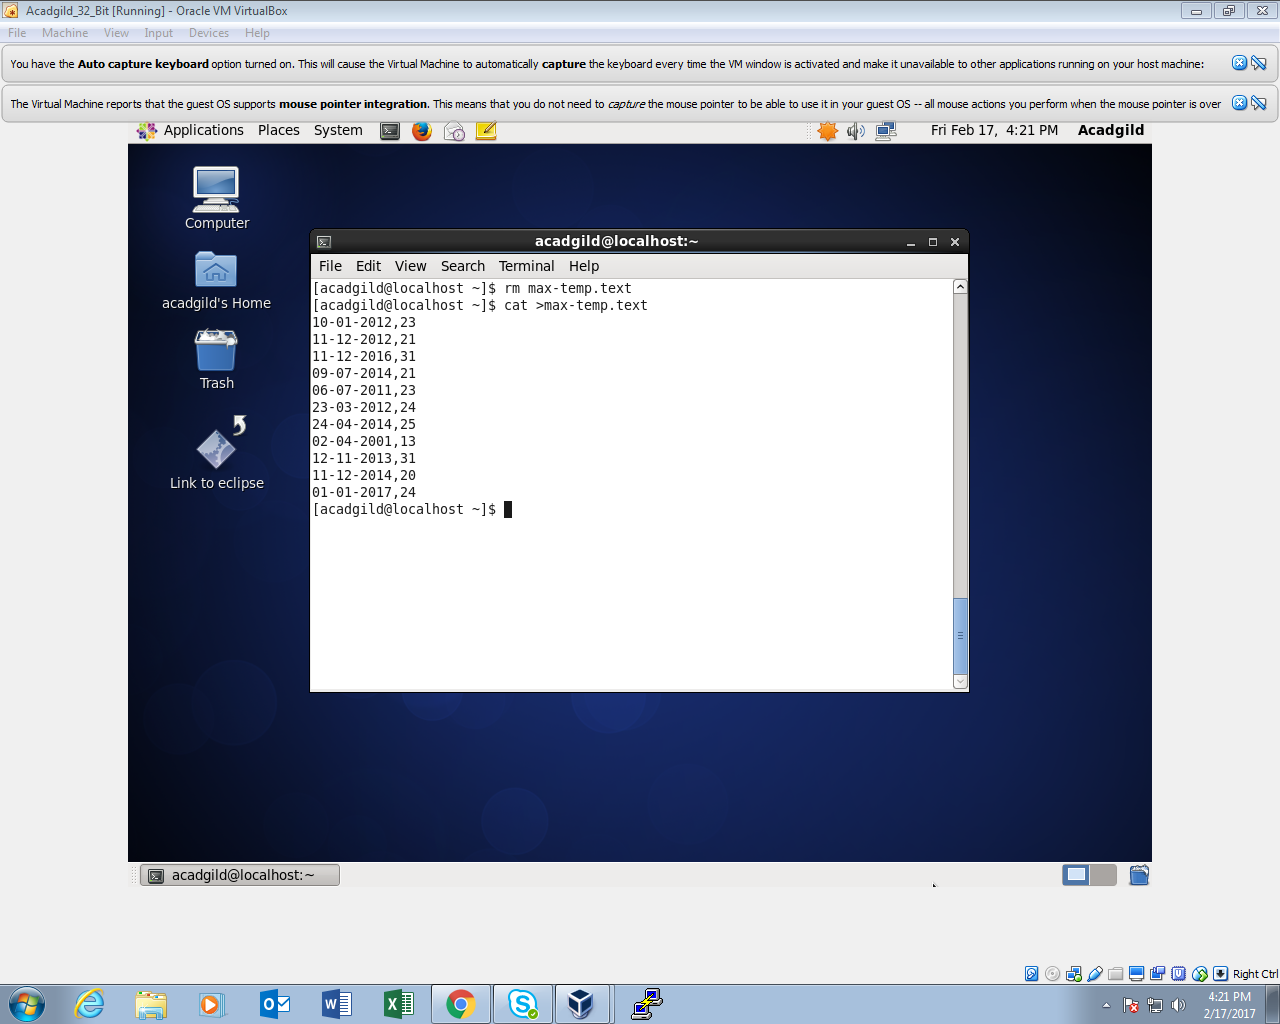 Acadgild_32_Bit [Running] - Oracle VM VirtualBox
File Machine View Input Devices Help
You have the Auto capture keyboard option turned on. This will cause the Virtual Machine to automatically capture the keyboard every time the VM window is activated and make it unavailable to other applications running on your host machine:
The Virtual Machine reports that the guest OS supports mouse pointer integration. This means that you do not need to capture the mouse pointer to be able to use it in your guest OS -- all mouse actions you perform when the mouse pointer is over
Applications Places System Fri Feb 17, 4:21 PM Acadgild
Computer
acadgild's Home
Trash
Link to eclipse
acadgild@localhost:~
File Edit View Search Terminal Help
[acadgild@localhost ~]$ rm max-temp.text
[acadgild@localhost ~]$ cat >max-temp.text
10-01-2012,23
11-12-2012,21
11-12-2016,31
09-07-2014,21
06-07-2011,23
23-03-2012,24
24-04-2014,25
02-04-2001,13
12-11-2013,31
11-12-2014,20
01-01-2017,24
[acadgild@localhost ~]$
acadgild@localhost:~
Right Ctrl
4:21 PM
2/17/2017